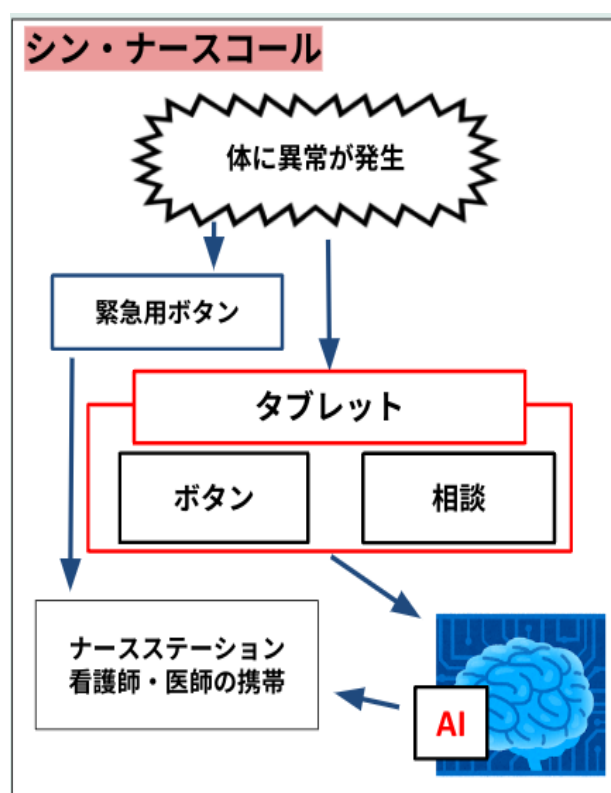 シン・ナースコール
体に異常が発生
緊急用ボタン
タブレット
ボタン
相談
ナースステーション
看護師・医師の携帯
AI